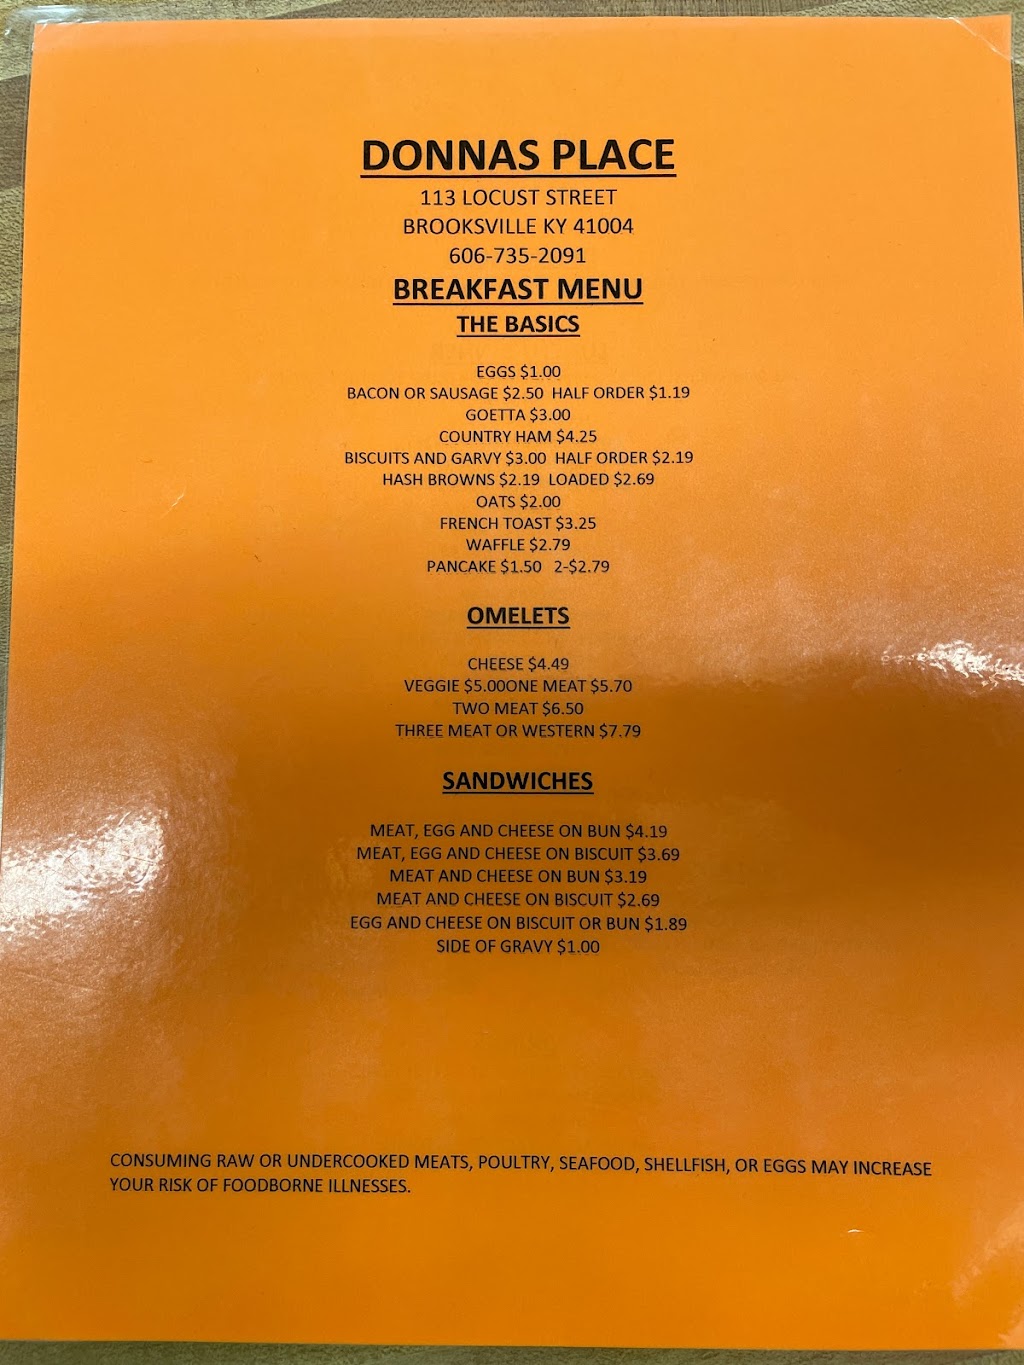 DONNAS PLACE
113 LOCUST STREET
BROOKSVILLE KY 41004
606-735-2091
BREAKFAST MENU
THE BASICS
EGGS $1.00
BACON OR SAUSAGE $2.50 HALF ORDER $1.19
GOETTA $3.00
COUNTRY HAM $4.25
BISCUITS AND GARVY $3.00 HALF ORDER $2.19
HASH BROWNS $2.19 LOADED $2.69
OATS $2.00
FRENCH TOAST $3.25
WAFFLE $2.79
PANCAKE $1.50 2-$2.79
OMELETS
CHEESE $4.49
VEGGIE $5.00ONE MEAT $5.70
TWO MEAT $6.50
THREE MEAT OR WESTERN $7.79
SANDWICHES
MEAT, EGG AND CHEESE ON BUN $4.19
MEAT, EGG AND CHEESE ON BISCUIT $3.69
MEAT AND CHEESE ON BUN $3.19
MEAT AND CHEESE ON BISCUIT $2.69
EGG AND CHEESE ON BISCUIT OR BUN $1.89
SIDE OF GRAVY $1.00
CONSUMING RAW OR UNDERCOOKED MEATS, POULTRY, SEAFOOD, SHELLFISH, OR EGGS MAY INCREASE
YOUR RISK OF FOODBORNE ILLNESSES.